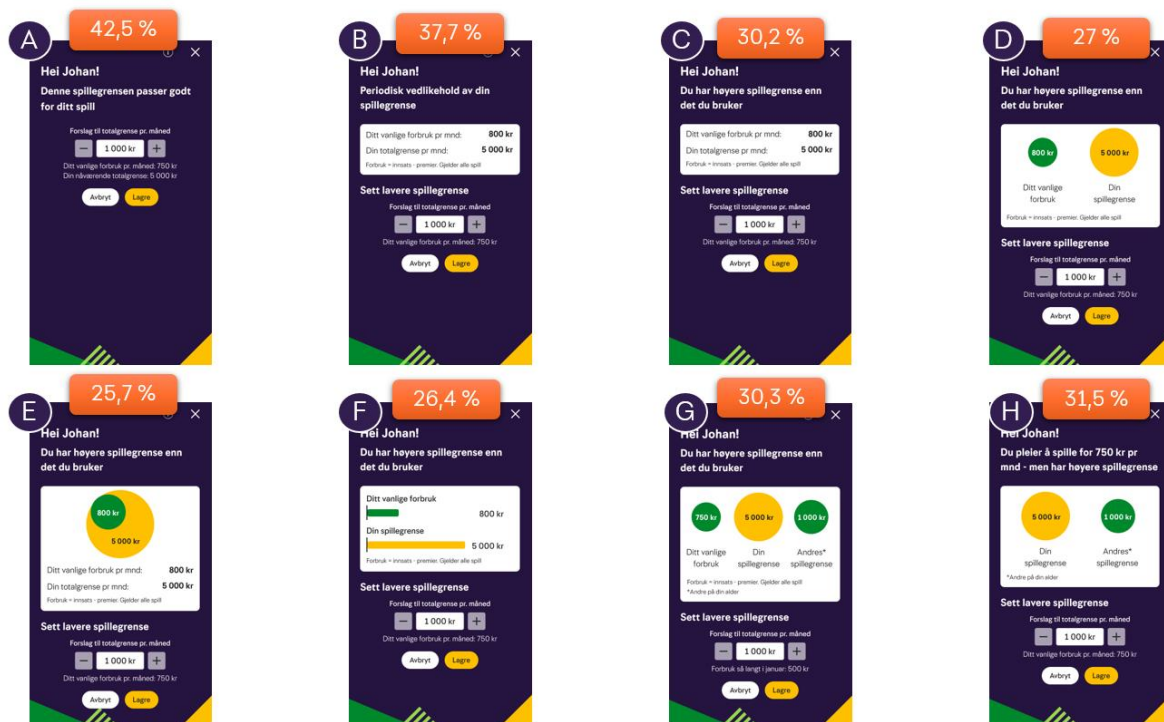 A
42,5 %
Hei Johan!
Denne spillegrensen passer godt
for ditt spill
Forslag til totalgrense pr. måned
− 1 000 kr +
Ditt vanlige forbruk pr. måned: 750 kr
Din nåværende totalgrense: 5 000 kr
Avbryt Lagre
B
37,7 %
Hei Johan!
Periodisk vedlikehold av din
spillegrense
Ditt vanlige forbruk pr mnd: 800 kr
Din totalgrense pr mnd: 5 000 kr
Forbruk = innsats - premier. Gjelder alle spill
Sett lavere spillegrense
Forslag til totalgrense pr. måned
− 1 000 kr +
Ditt vanlige forbruk pr. måned: 750 kr
Avbryt Lagre
C
30,2 %
Hei Johan!
Du har høyere spillegrense enn
det du bruker
Ditt vanlige forbruk pr mnd: 800 kr
Din totalgrense pr mnd: 5 000 kr
Forbruk = innsats - premier. Gjelder alle spill
Sett lavere spillegrense
Forslag til totalgrense pr. måned
− 1 000 kr +
Ditt vanlige forbruk pr. måned: 750 kr
Avbryt Lagre
D
27 %
Hei Johan!
Du har høyere spillegrense enn
det du bruker
800 kr 5 000 kr
Ditt vanlige Din
forbruk spillegrense
Forbruk = innsats - premier. Gjelder alle spill
Sett lavere spillegrense
Forslag til totalgrense pr. måned
− 1 000 kr +
Ditt vanlige forbruk pr. måned: 750 kr
Avbryt Lagre
E
25,7 %
Hei Johan!
Du har høyere spillegrense enn
det du bruker
800 kr
5 000 kr
Ditt vanlige forbruk pr mnd: 800 kr
Din totalgrense pr mnd: 5 000 kr
Forbruk = innsats - premier. Gjelder alle spill
Sett lavere spillegrense
Forslag til totalgrense pr. måned
− 1 000 kr +
Ditt vanlige forbruk pr. måned: 750 kr
Avbryt Lagre
F
26,4 %
Hei Johan!
Du har høyere spillegrense enn
det du bruker
Ditt vanlige forbruk
800 kr
Din spillegrense
5 000 kr
Forbruk = innsats - premier. Gjelder alle spill
Sett lavere spillegrense
Forslag til totalgrense pr. måned
− 1 000 kr +
Ditt vanlige forbruk pr. måned: 750 kr
Avbryt Lagre
G
30,3 %
Hei Johan!
Du har høyere spillegrense enn
det du bruker
750 kr 5 000 kr 1 000 kr
Ditt vanlige Din Andres*
forbruk spillegrense spillegrense
Forbruk = innsats - premier. Gjelder alle spill
*Andre på din alder
Sett lavere spillegrense
Forslag til totalgrense pr. måned
− 1 000 kr +
Forbruk så langt i januar: 500 kr
Avbryt Lagre
H
31,5 %
Hei Johan!
Du pleier å spille for 750 kr pr
mnd - men har høyere spillegrense
5 000 kr 1 000 kr
Din Andres*
spillegrense spillegrense
*Andre på din alder
Sett lavere spillegrense
Forslag til totalgrense pr. måned
− 1 000 kr +
Ditt vanlige forbruk pr. måned: 750 kr
Avbryt Lagre